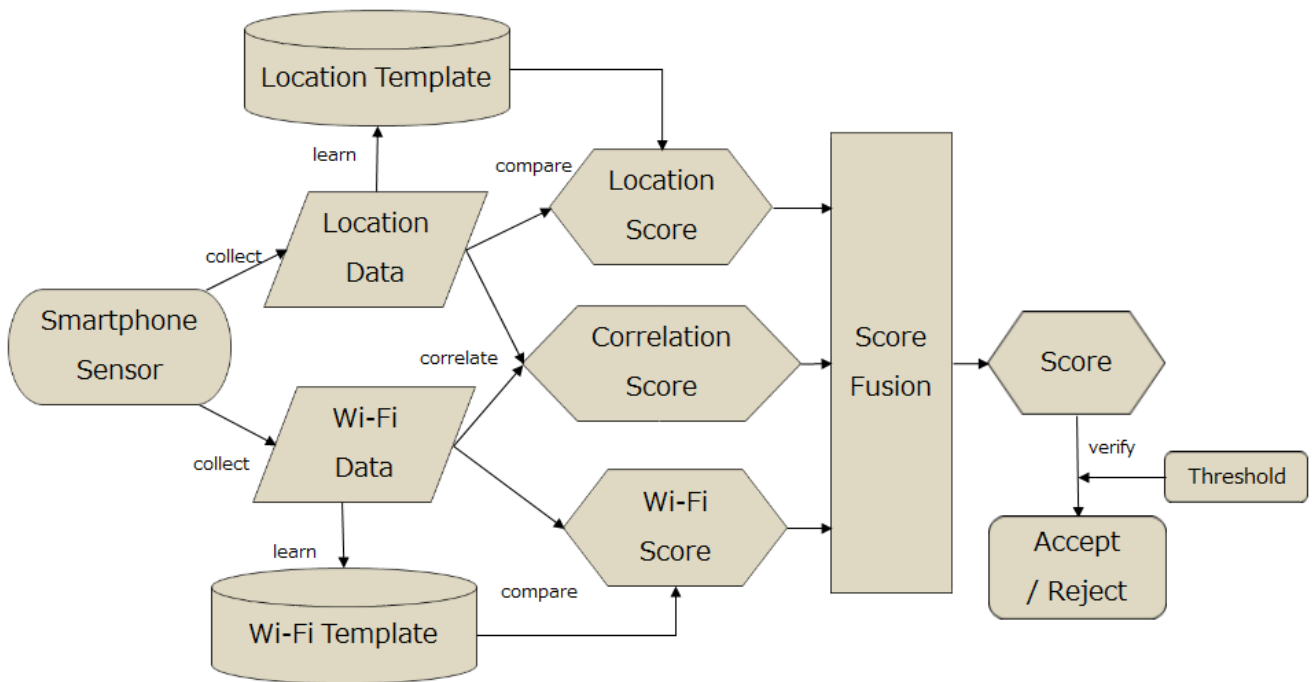 Location Template
learn
compare
Location
Score
Location
Data
collect
Smartphone
Sensor
correlate
Correlation
Score
Score
Fusion
Score
Wi-Fi
Data
collect
verify
Threshold
Wi-Fi
Score
Accept
/ Reject
learn
compare
Wi-Fi Template